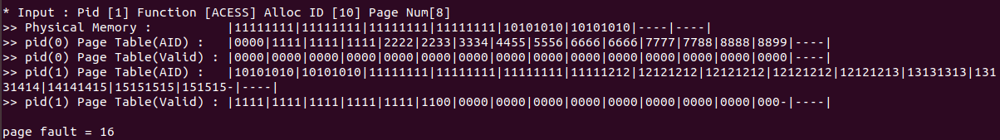 * Input : Pid [1] Function [ACESS] Alloc ID [10] Page Num[8]
>> Physical Memory :          |11111111|11111111|11111111|11111111|10101010|10101010|----|----|
>> pid(0) Page Table(AID) :   |0000|1111|1111|1111|2222|2233|3334|4455|5556|6666|6666|7777|7788|8888|8899|----|
>> pid(0) Page Table(Valid) : |0000|0000|0000|0000|0000|0000|0000|0000|0000|0000|0000|0000|0000|0000|0000|----|
>> pid(1) Page Table(AID) :   |10101010|10101010|11111111|11111111|11111111|11111212|12121212|12121212|12121212|12121213|13131313|131
31414|14141415|15151515|151515-|----|
>> pid(1) Page Table(Valid) : |1111|1111|1111|1111|1111|1100|0000|0000|0000|0000|0000|0000|0000|0000|000-|----|
page fault = 16